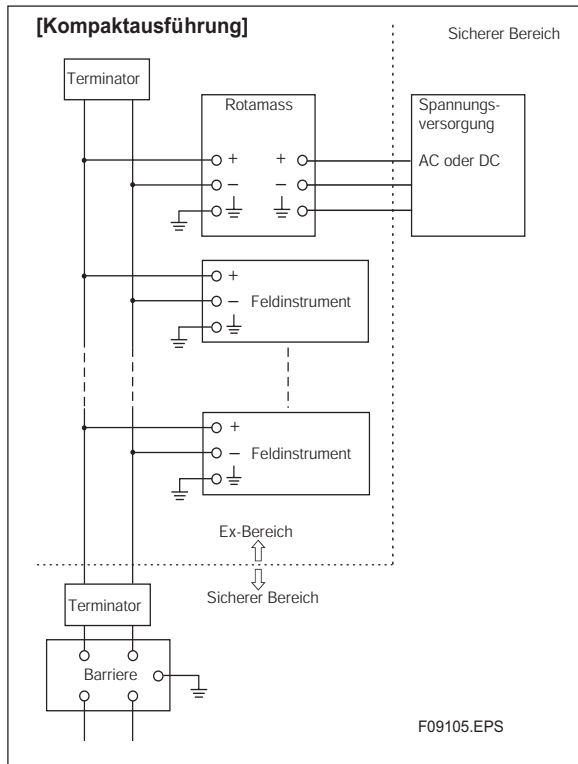 [Kompaktausführung]
Sicherer Bereich
Terminator
Rotamass
Spannungs-
versorgung
+ + AC oder DC
– –
+
– Feldinstrument
+
– Feldinstrument
Ex-Bereich
Sicherer Bereich
Terminator
Barriere
F09105.EPS